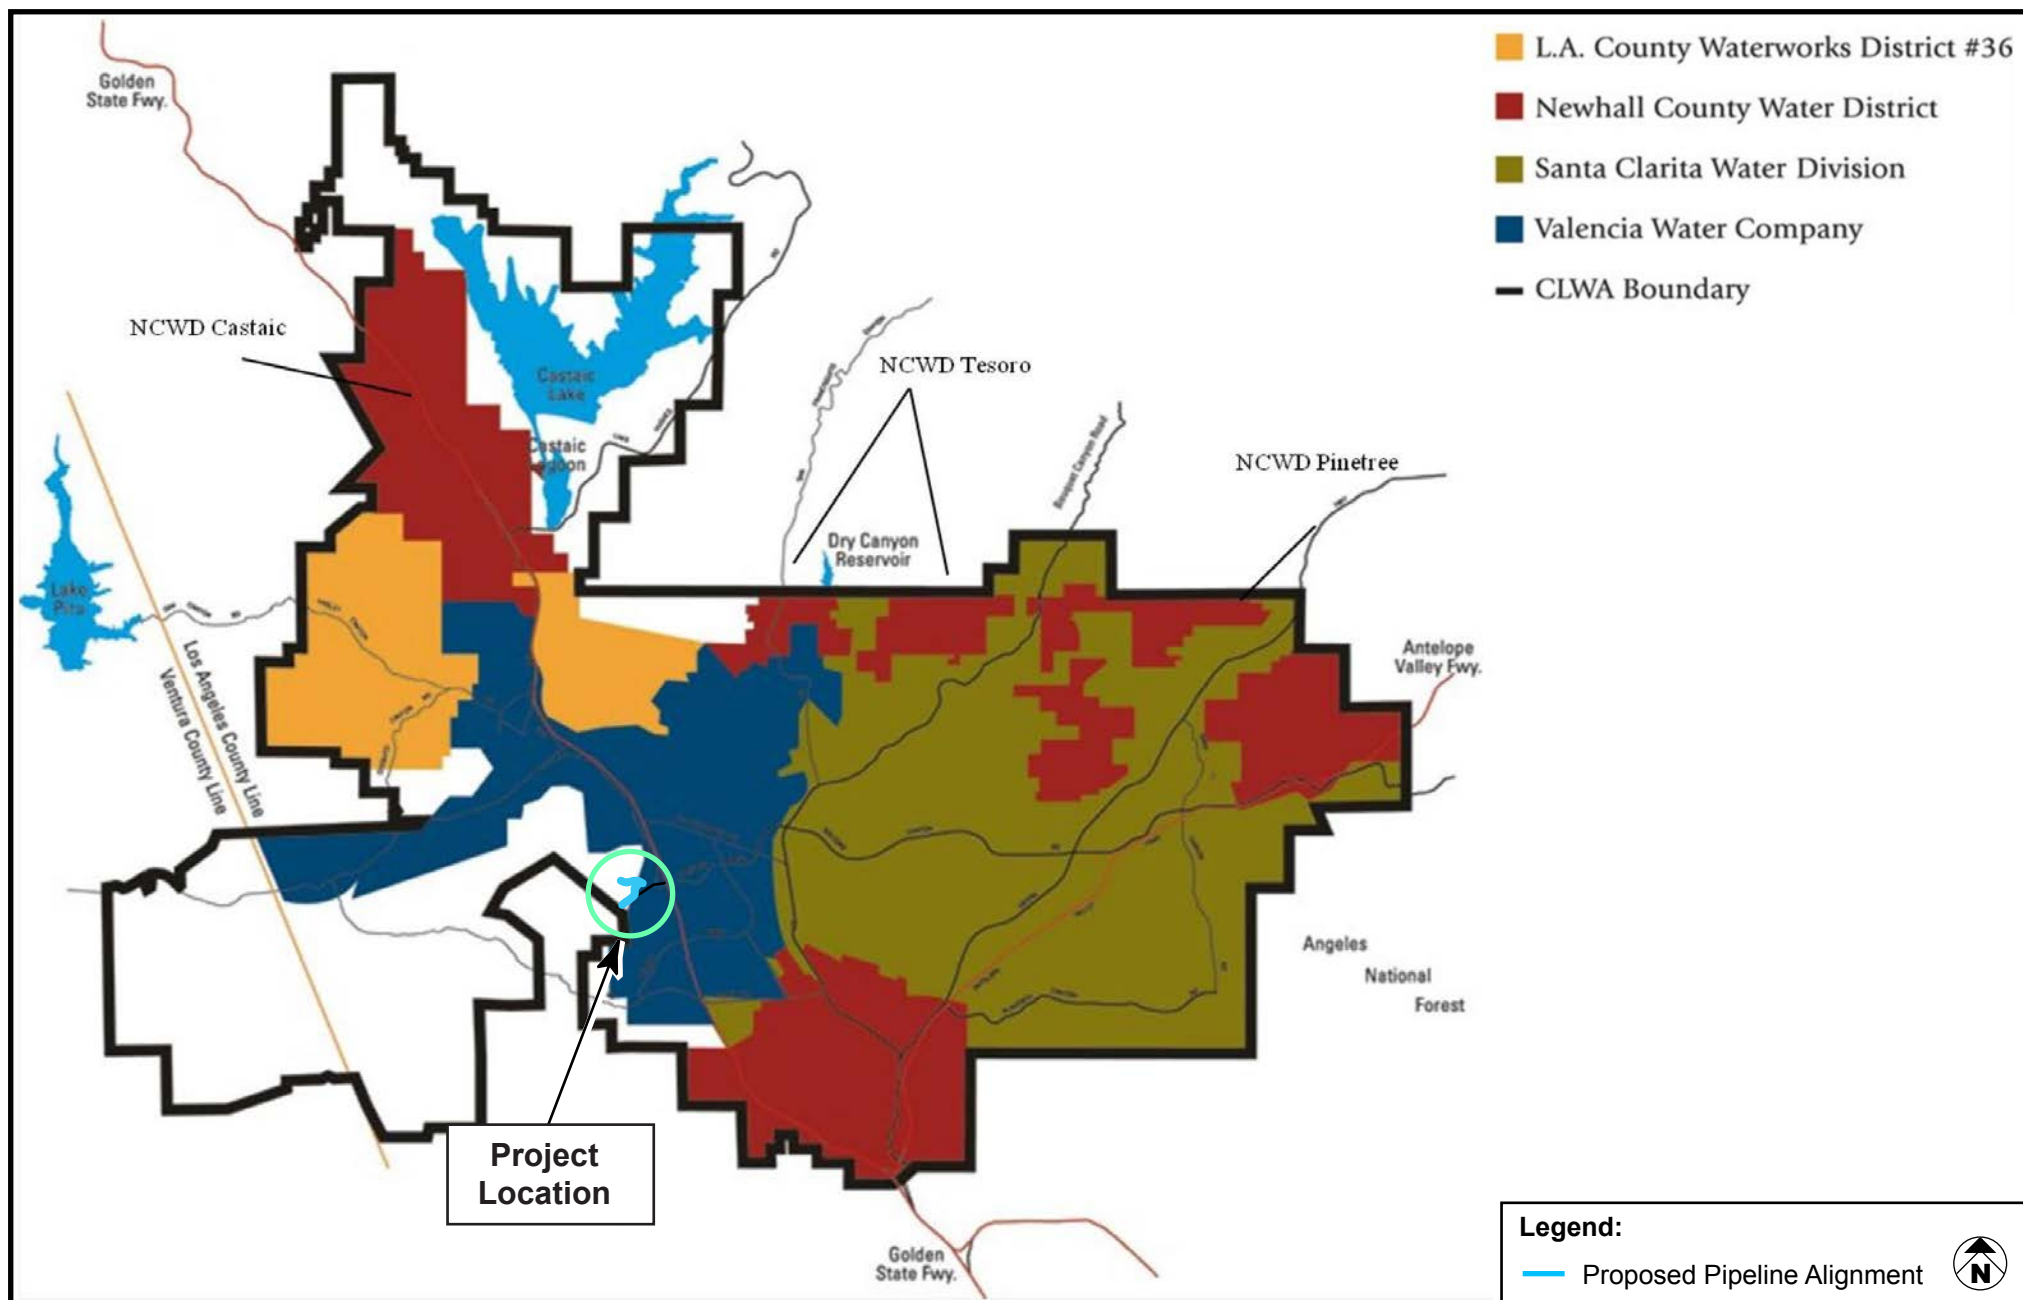 L.A. County Waterworks District #36
Newhall County Water District
Santa Clarita Water Division
Valencia Water Company
CLWA Boundary
Golden
State Fwy.
NCWD Castaic
Castaic
Lake
Castaic
Lagoon
NCWD Tesoro
Bouquet Canyon Road
NCWD Pinetree
Dry Canyon
Reservoir
Lake
Piru
Los Angeles County Line
Ventura County Line
Antelope
Valley Fwy.
Angeles
National
Forest
Project
Location
Golden
State Fwy.
Legend:
Proposed Pipeline Alignment
N